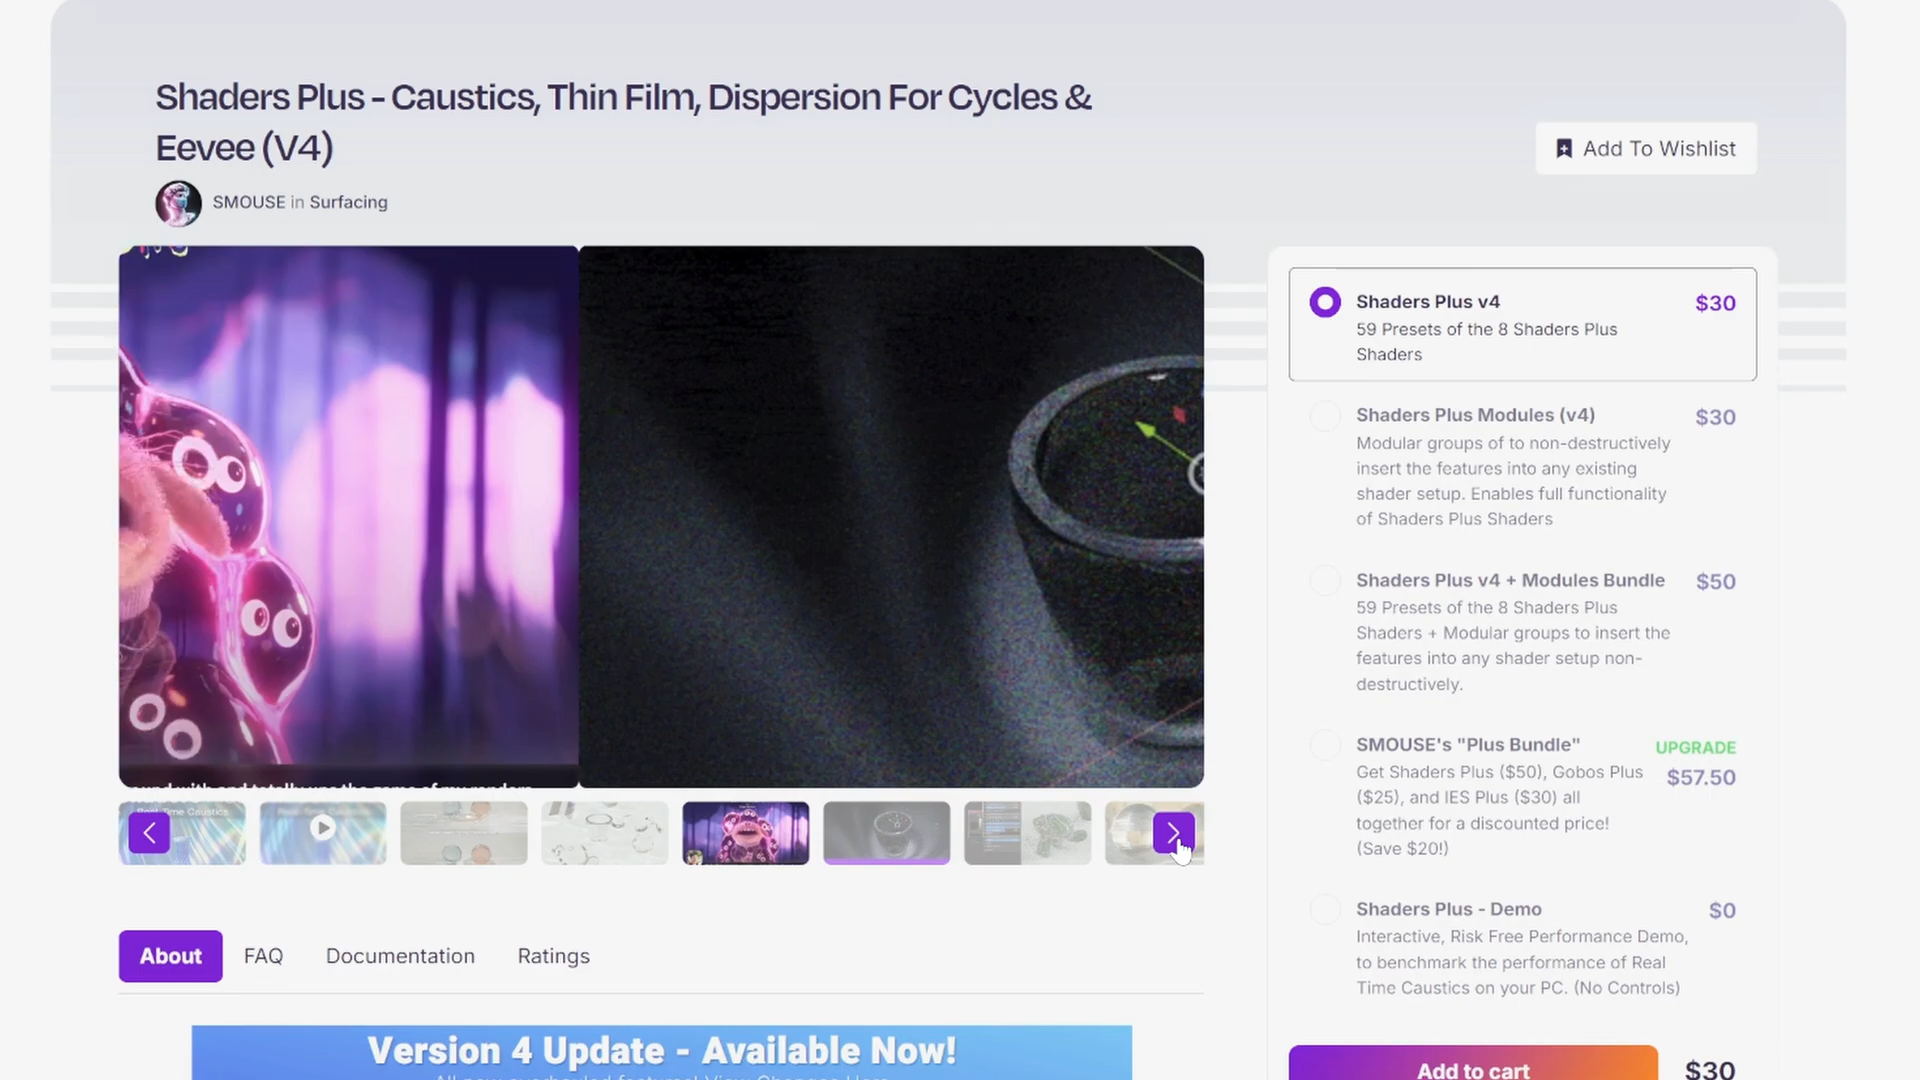 Shaders Plus - Caustics, Thin Film, Dispersion For Cycles &
Eevee (V4)
SMOUSE in Surfacing
Add To Wishlist
Shaders Plus v4
$30
59 Presets of the 8 Shaders Plus
Shaders
Shaders Plus Modules (v4)
$30
Modular groups of to non-destructively
insert the features into any existing
shader setup. Enables full functionality
of Shaders Plus Shaders
Shaders Plus v4 + Modules Bundle
$50
59 Presets of the 8 Shaders Plus
Shaders + Modular groups to insert the
features into any shader setup non-
destructively.
SMOUSE's "Plus Bundle"
UPGRADE
$57.50
Get Shaders Plus ($50), Gobos Plus
($25), and IES Plus ($30) all
together for a discounted price!
(Save $20!)
Shaders Plus - Demo
$0
Interactive, Risk Free Performance Demo,
to benchmark the performance of Real
Time Caustics on your PC. (No Controls)
Add to cart
$30
About
FAQ
Documentation
Ratings
Version 4 Update - Available Now!